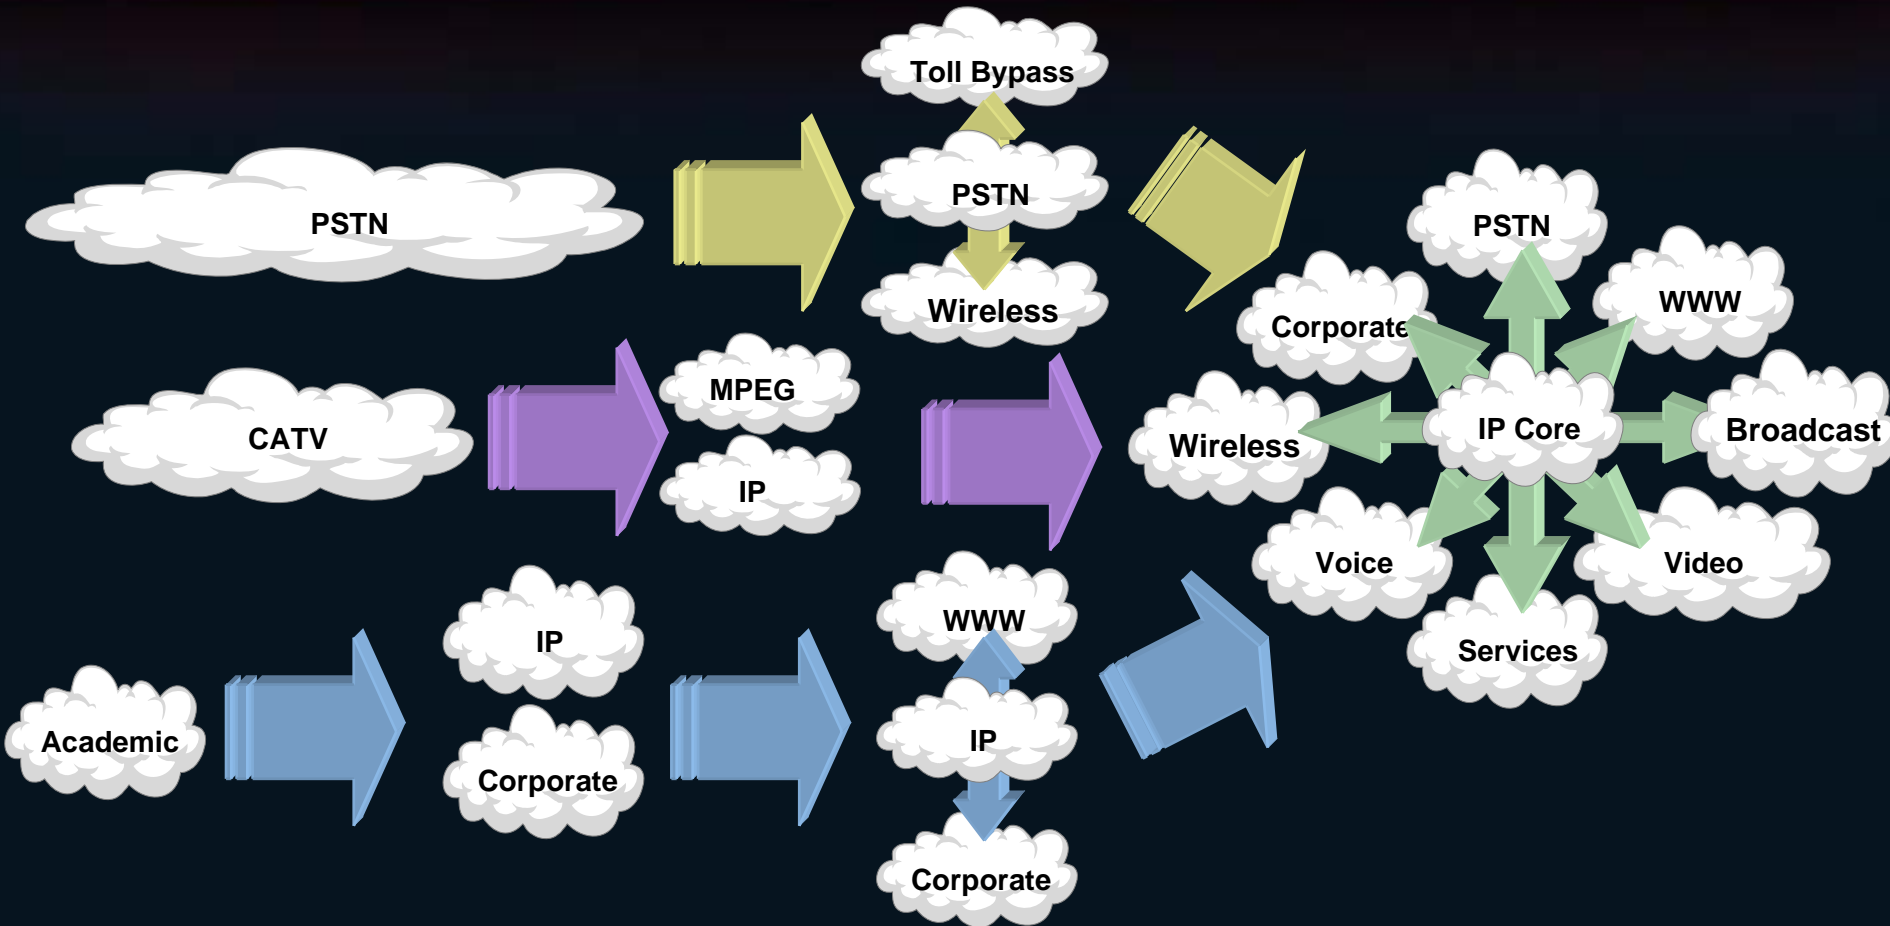 Toll Bypass
PSTN
PSTN
Wireless
CATV
MPEG
IP
Academic
IP
Corporate
WWW
IP
Corporate
PSTN
WWW
Corporate
Wireless
IP Core
Broadcast
Voice
Video
Services